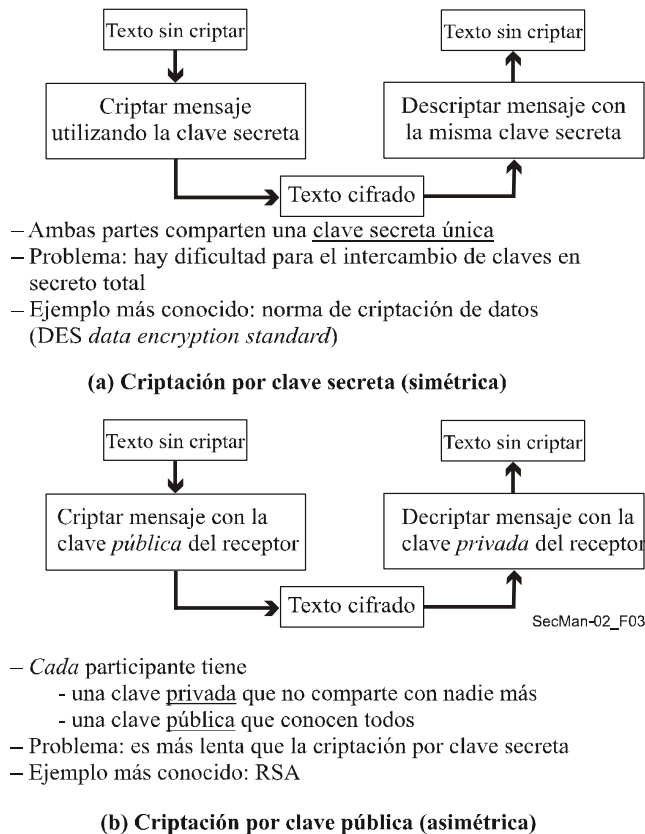 Texto sin criptar
Texto sin criptar
Criptar mensaje
utilizando la clave secreta
Descriptar mensaje con
la misma clave secreta
Texto cifrado
– Ambas partes comparten una clave secreta única
– Problema: hay dificultad para el intercambio de claves en
secreto total
– Ejemplo más conocido: norma de criptación de datos
(DES data encryption standard)
(a) Criptación por clave secreta (simétrica)
Texto sin criptar
Texto sin criptar
Criptar mensaje con la
clave pública del receptor
Decriptar mensaje con la
clave privada del receptor
Texto cifrado
SecMan-02_F03
– Cada participante tiene
- una clave privada que no comparte con nadie más
- una clave pública que conocen todos
– Problema: es más lenta que la criptación por clave secreta
– Ejemplo más conocido: RSA
(b) Criptación por clave pública (asimétrica)